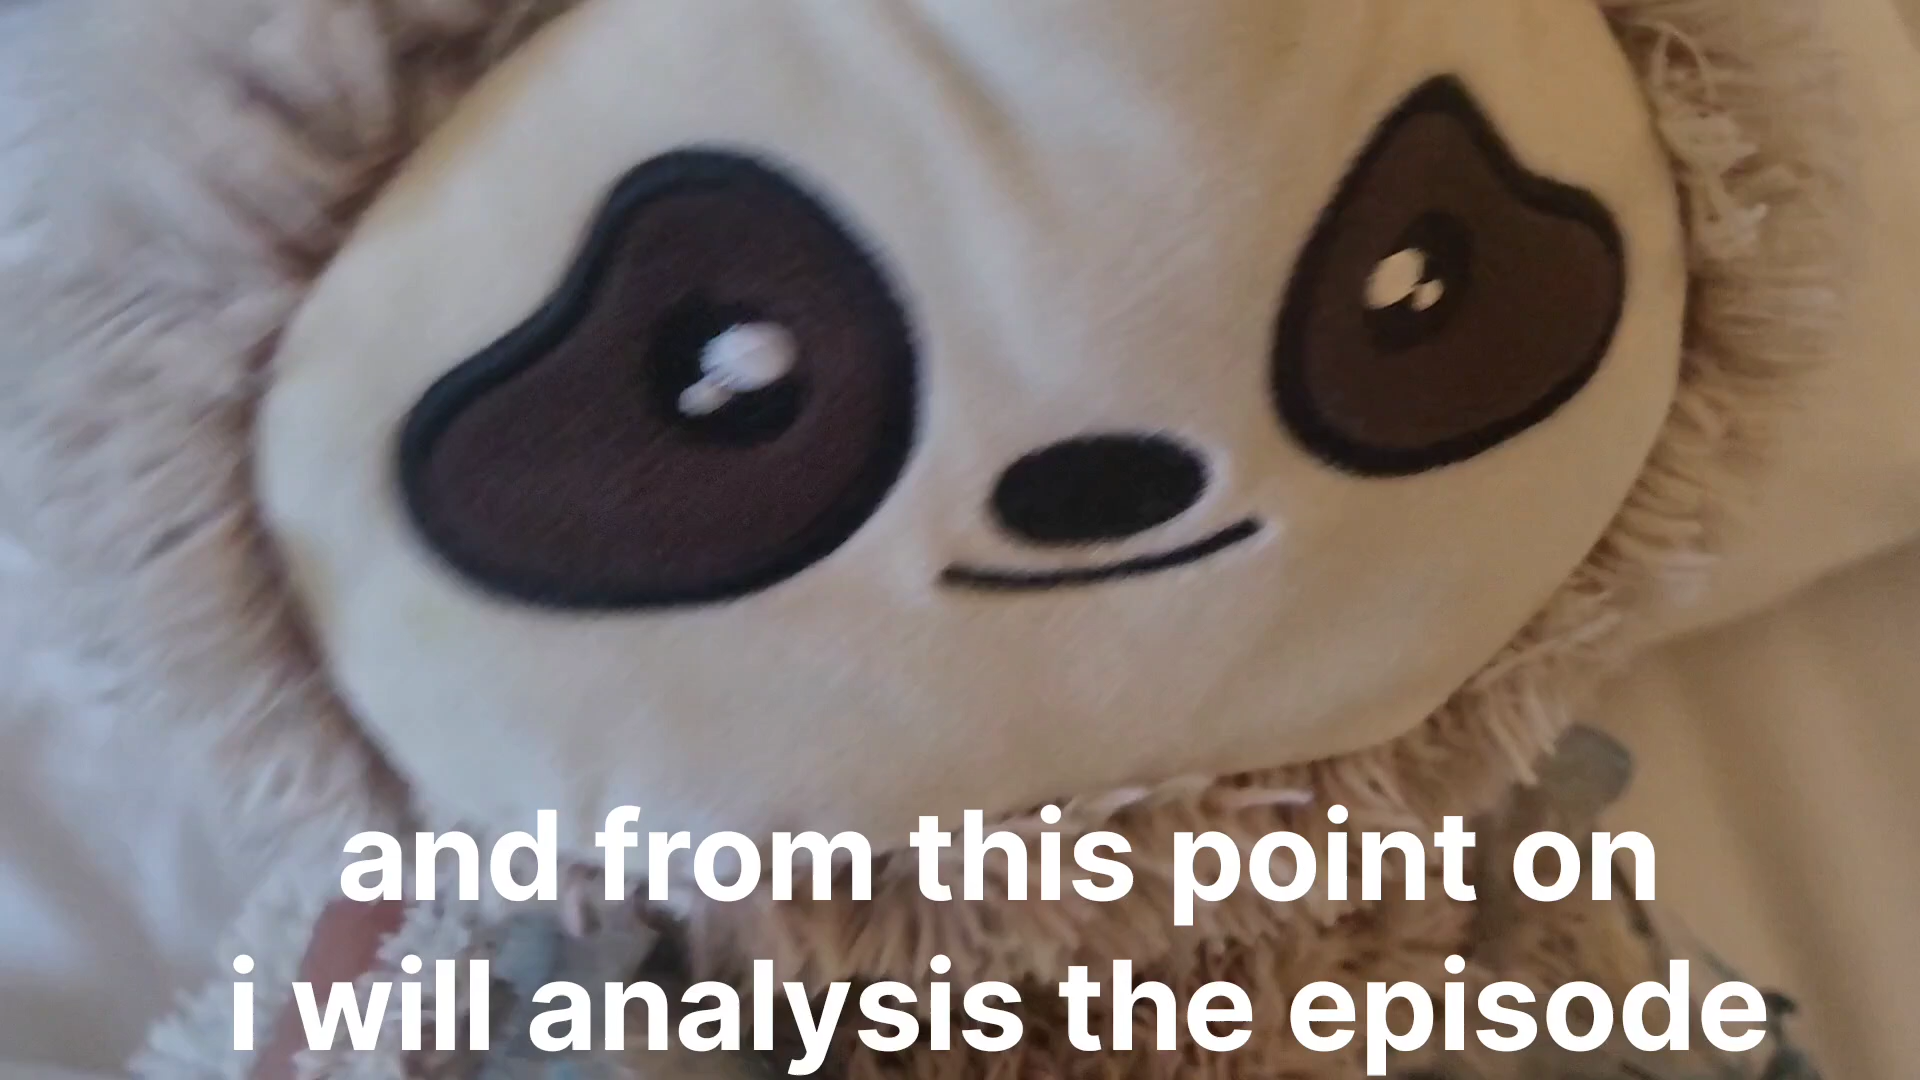 and from this point on
i will analysis the episode